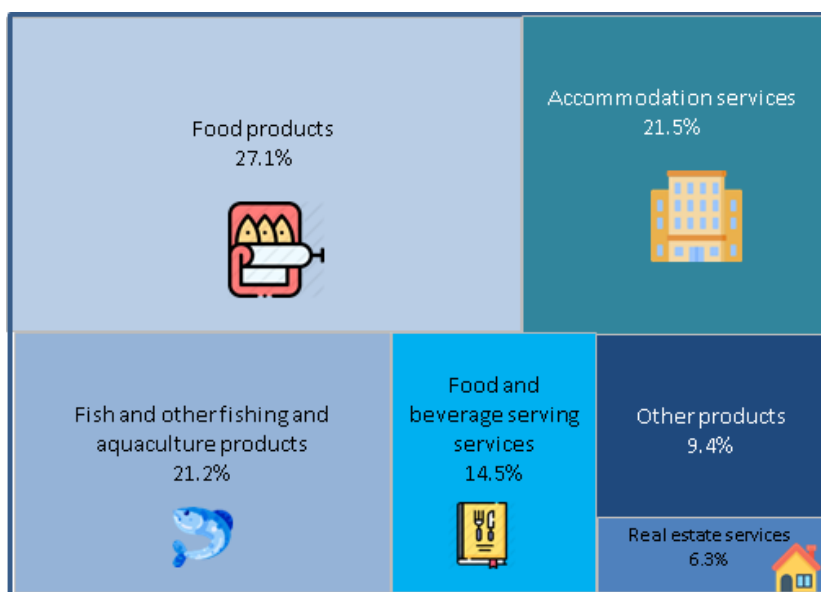 Food products
27.1%
Accommodation services
21.5%
Fish and other fishing and
aquaculture products
21.2%
Food and
beverage serving
services
14.5%
Other products
9.4%
Real estate services
6.3%